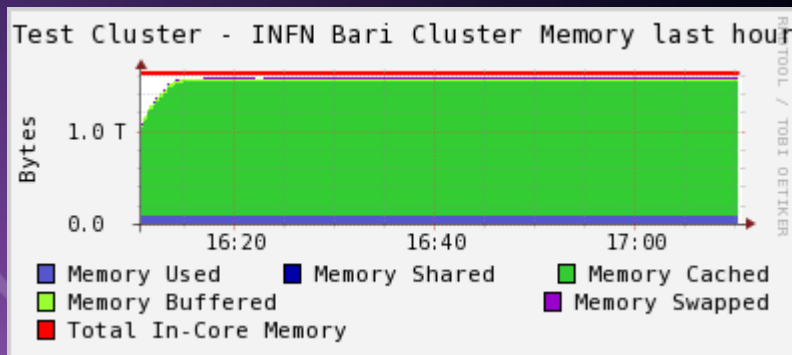 Test Cluster - INFN Bari Cluster Memory last hour
RRDTOOL / TOBI OETIKER
Bytes
1.0 T
0.0
16:20 16:40 17:00
Memory Used Memory Shared Memory Cached
Memory Buffered Memory Swapped
Total In-Core Memory